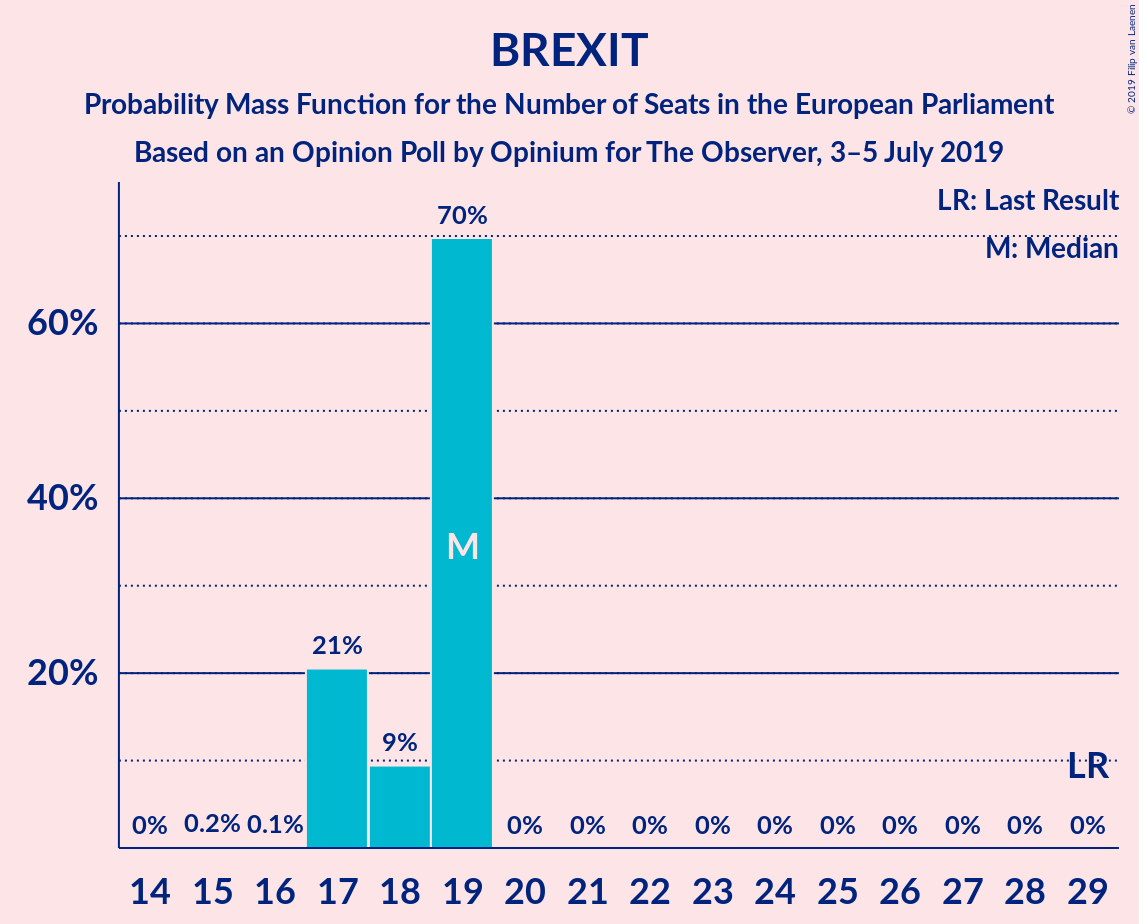 BREXIT
Probability Mass Function for the Number of Seats in the European Parliament
Based on an Opinion Poll by Opinium for The Observer, 3–5 July 2019
© 2019 Filip van Laenen
LR: Last Result
M: Median
60%
40%
20%
0%
0.2%
0.1%
21%
9%
70%
M
0%
0%
0%
0%
0%
0%
0%
0%
0%
0%
LR
14 15 16 17 18 19 20 21 22 23 24 25 26 27 28 29